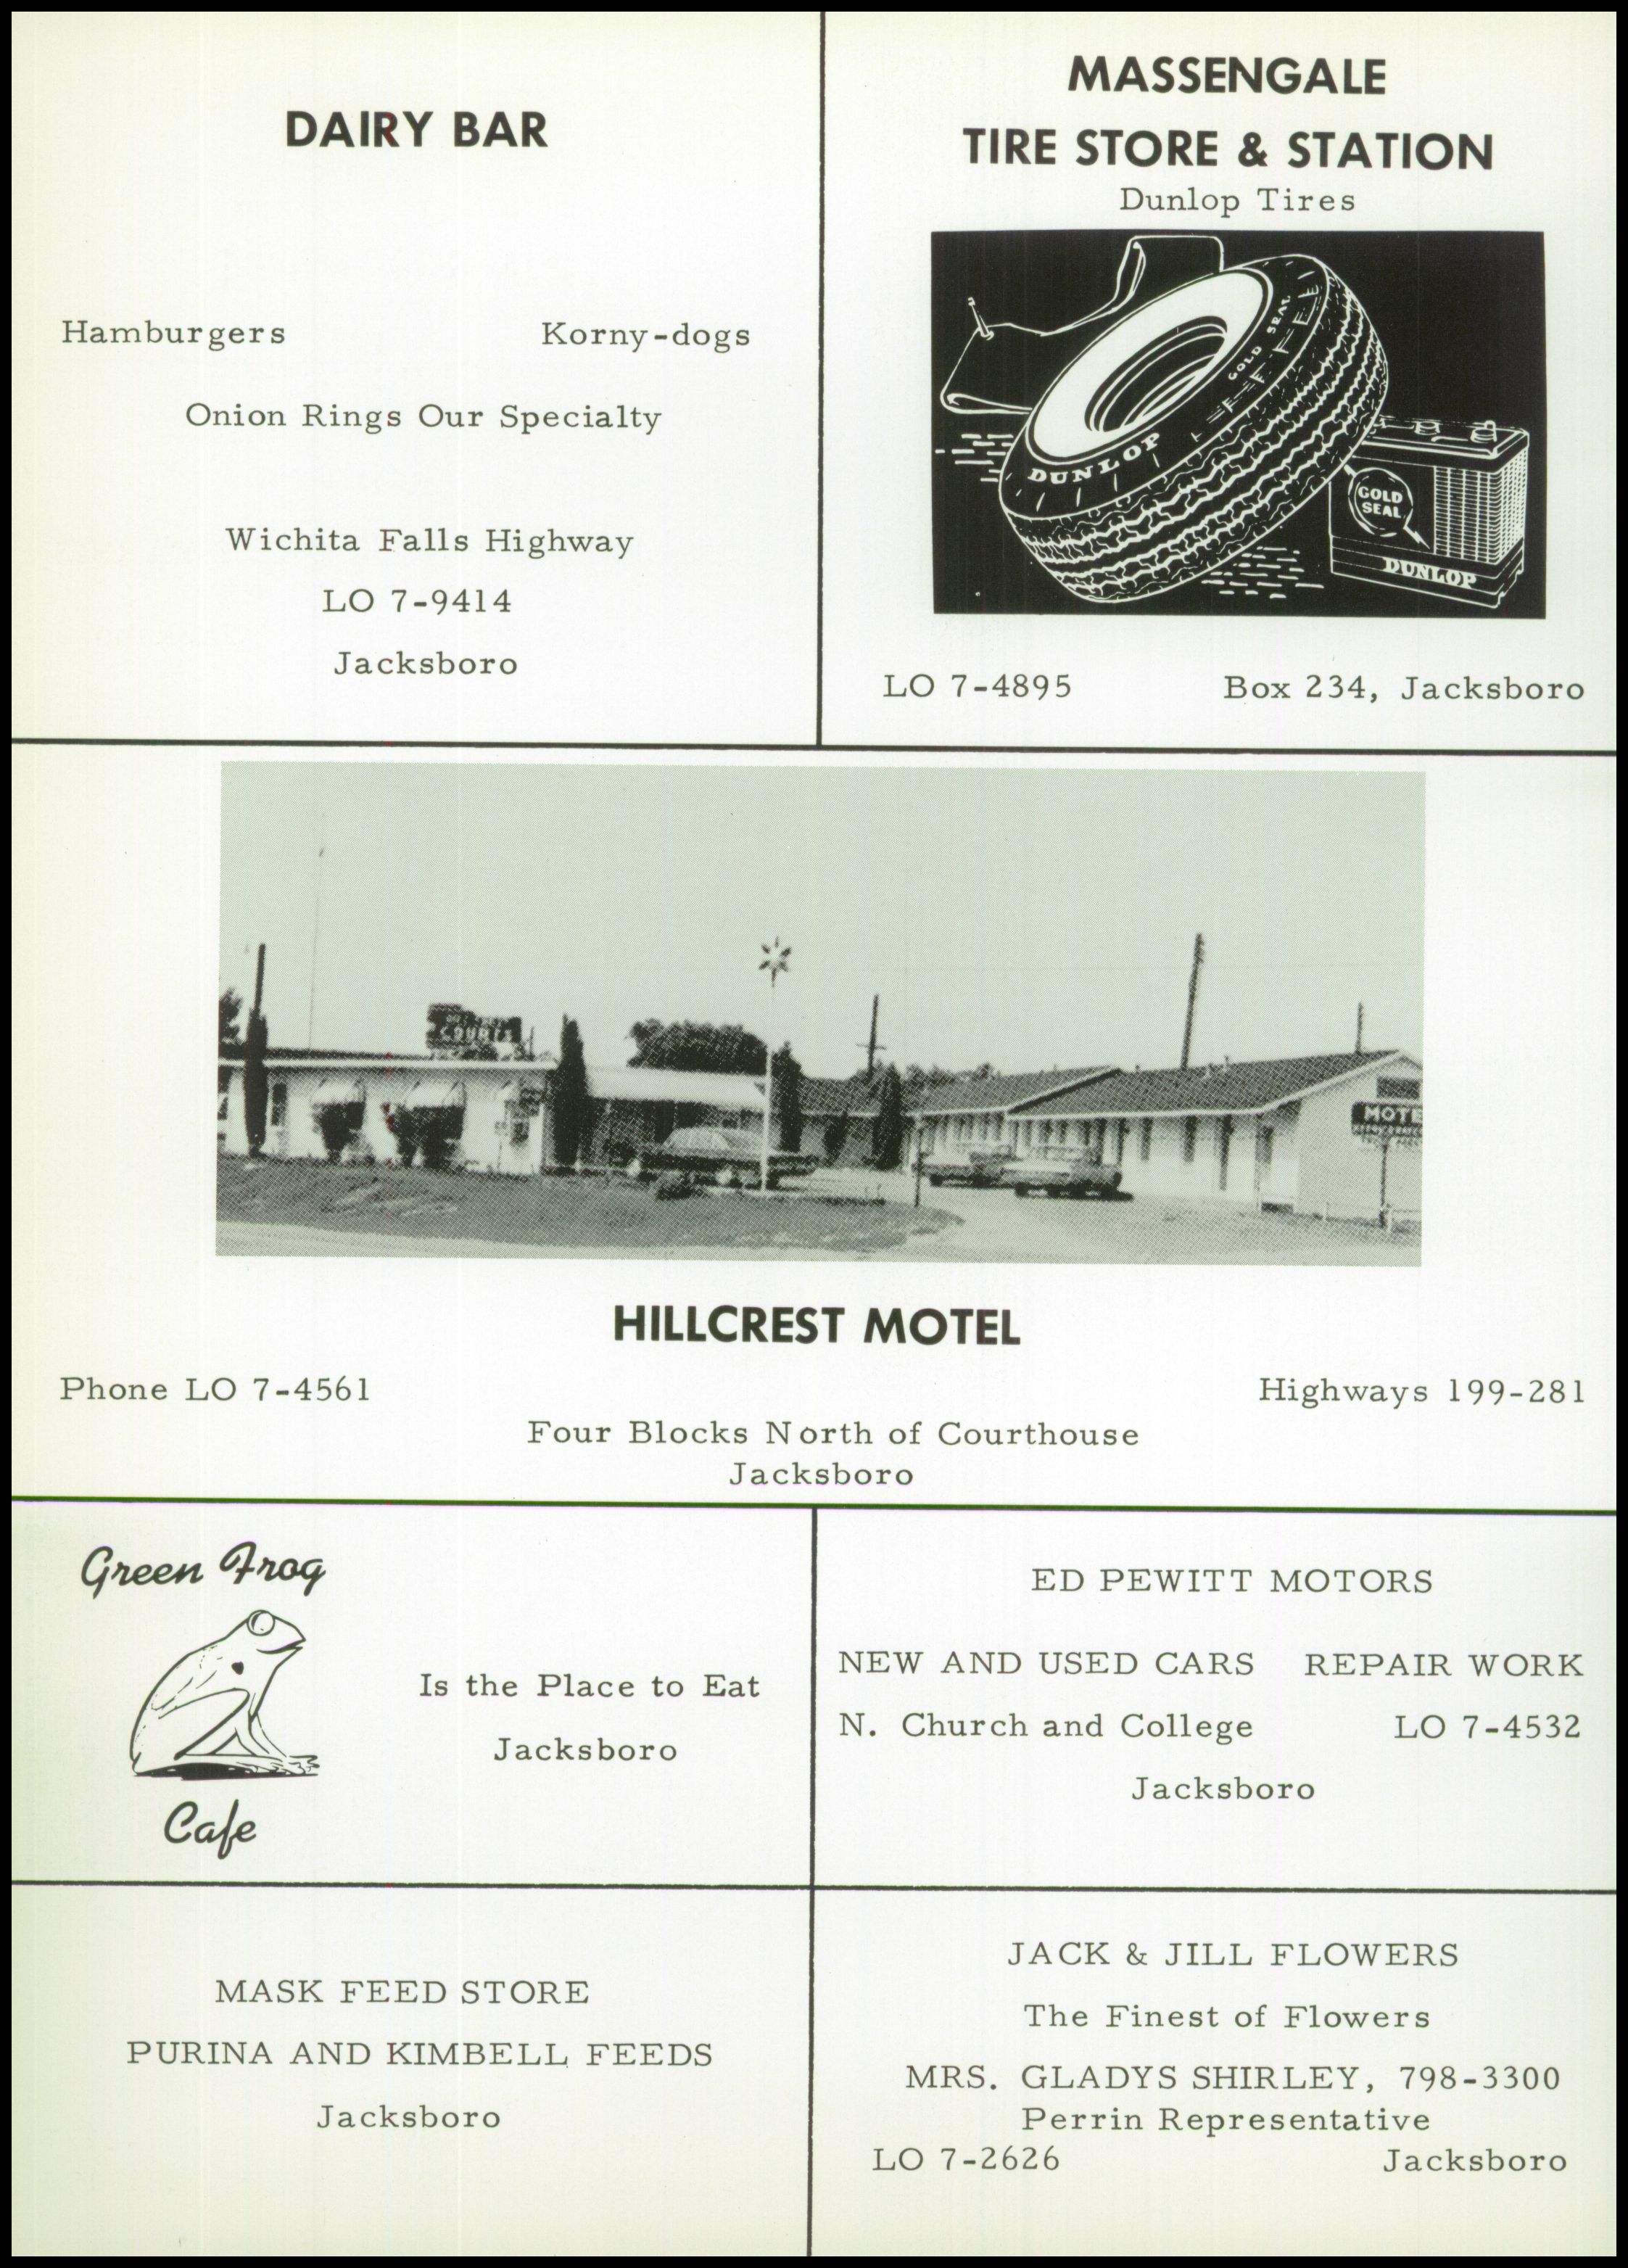 DAIRY BAR
Hamburgers Korny-dogs
Onion Rings Our Specialty
Wichita Falls Highway
LO 7-9414
Jacksboro
MASSENGALE
TIRE STORE & STATION
Dunlop Tires
GOLD SEAL
DUNLOP
GOLD
SEAL
DUNLOP
LO 7-4895 Box 234, Jacksboro
COURTS
MOTE
HILLCREST MOTEL
Phone LO 7-4561 Highways 199-281
Four Blocks North of Courthouse
Jacksboro
Green Frog
Is the Place to Eat
Jacksboro
Cafe
ED PEWITT MOTORS
NEW AND USED CARS REPAIR WORK
N. Church and College LO 7-4532
Jacksboro
MASK FEED STORE
PURINA AND KIMBELL FEEDS
Jacksboro
JACK & JILL FLOWERS
The Finest of Flowers
MRS. GLADYS SHIRLEY, 798-3300
Perrin Representative
LO 7-2626 Jacksboro